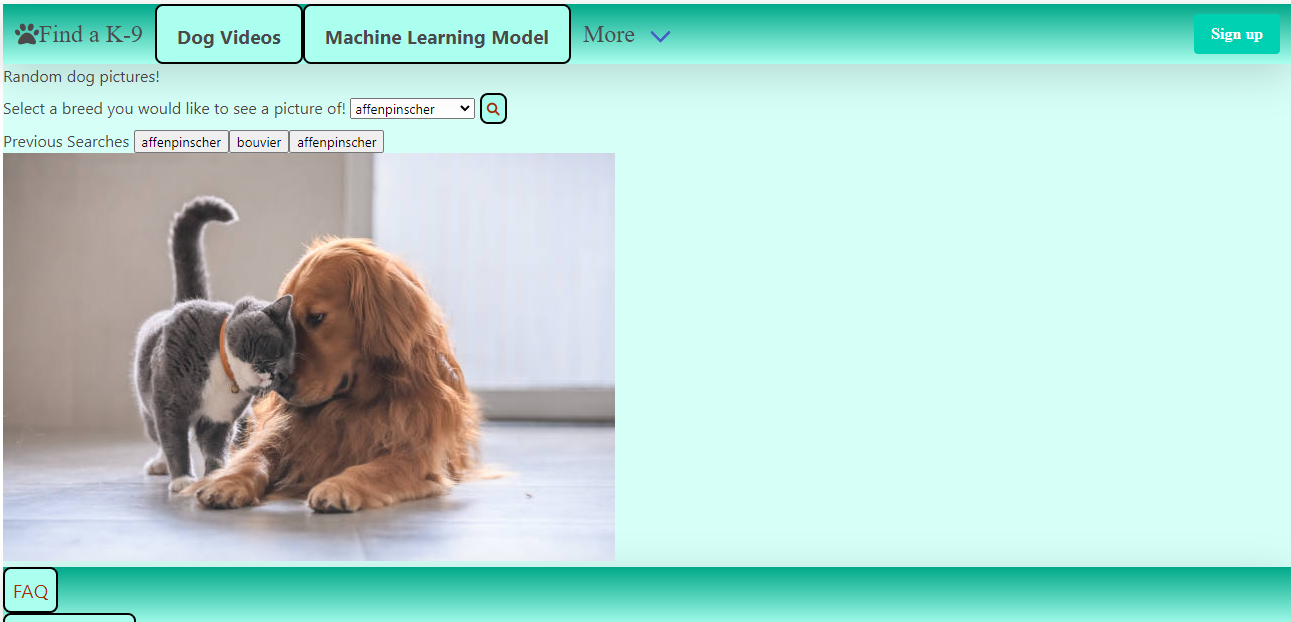 Find a K-9 Dog Videos Machine Learning Model More Sign up
Random dog pictures!
Select a breed you would like to see a picture of! affenpinscher
Previous Searches affenpinscher bouvier affenpinscher
FAQ